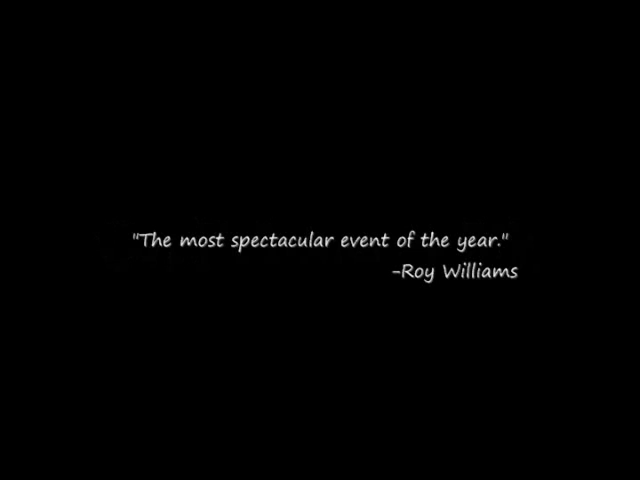 "The most spectacular event of the year."
-Roy Williams